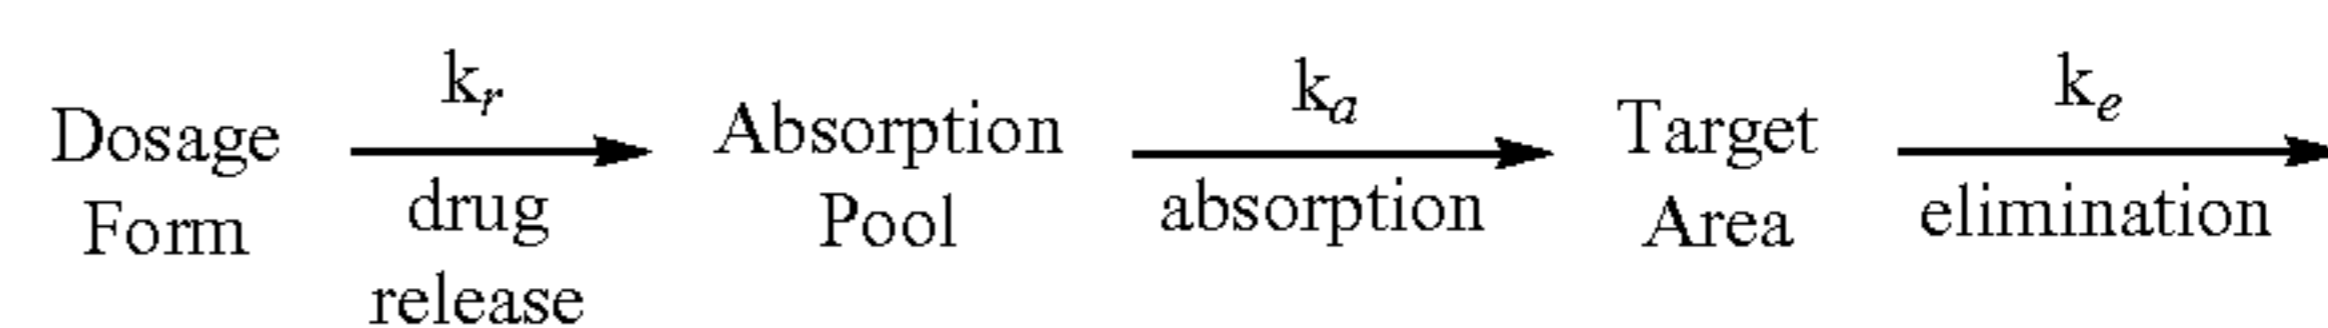 Dosage Form
k_r
drug release
Absorption Pool
k_a
absorption
Target Area
k_e
elimination